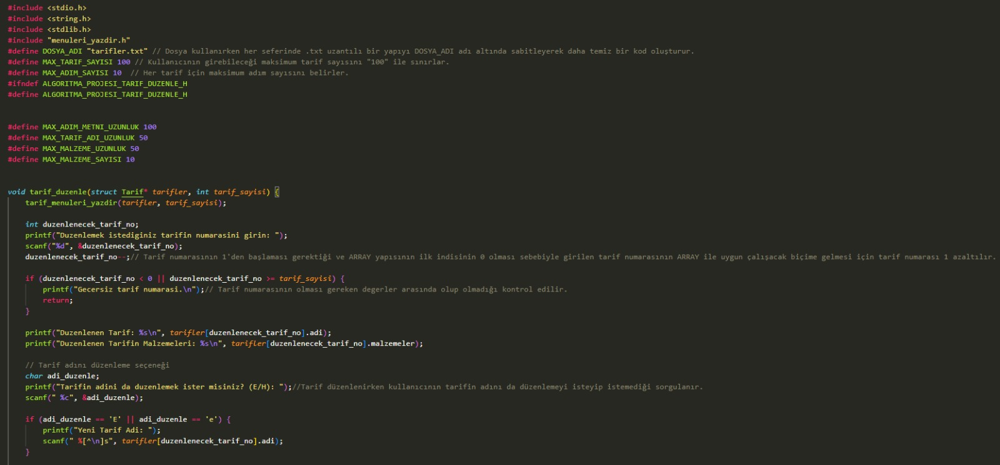 #include <stdio.h>
#include <string.h>
#include <stdlib.h>
#include "menuleri_yazdir.h"
#define DOSYA_ADI "tarifler.txt" // Dosya kullanırken her seferinde .txt uzantılı bir yapıyı DOSYA_ADI adı altında sabitleyerek daha temiz bir kod oluşturur.
#define MAX_TARIF_SAYISI 100 // Kullanıcının girebileceği maksimum tarif sayısını "100" ile sınırlar.
#define MAX_ADIM_SAYISI 10  // Her tarif için maksimum adım sayısını belirler.
#ifndef ALGORITMA_PROJESI_TARIF_DUZENLE_H
#define ALGORITMA_PROJESI_TARIF_DUZENLE_H
#define MAX_ADIM_METNI_UZUNLUK 100
#define MAX_TARIF_ADI_UZUNLUK 50
#define MAX_MALZEME_UZUNLUK 50
#define MAX_MALZEME_SAYISI 10
void tarif_duzenle(struct Tarif* tarifler, int tarif_sayisi) {
    tarif_menuleri_yazdir(tarifler, tarif_sayisi);
    int duzenlenecek_tarif_no;
    printf("Duzenlemek istediginiz tarifin numarasini girin: ");
    scanf("%d", &duzenlenecek_tarif_no);
    duzenlenecek_tarif_no--;// Tarif numarasının 1'den başlaması gerektiği ve ARRAY yapısının ilk indisinin 0 olması sebebiyle girilen tarif numarasının ARRAY ile uygun çalışacak biçime gelmesi için tarif numarası 1 azaltılır.
    if (duzenlenecek_tarif_no < 0 || duzenlenecek_tarif_no >= tarif_sayisi) {
        printf("Gecersiz tarif numarasi.\n");// Tarif numarasının olması gereken degerler arasında olup olmadığı kontrol edilir.
        return;
    }
    printf("Duzenlenen Tarif: %s\n", tarifler[duzenlenecek_tarif_no].adi);
    printf("Duzenlenen Tarifin Malzemeleri: %s\n", tarifler[duzenlenecek_tarif_no].malzemeler);
    // Tarif adını düzenleme seçeneği
    char adi_duzenle;
    printf("Tarifin adini da duzenlemek ister misiniz? (E/H): ");//Tarif düzenlenirken kullanıcının tarifin adını da düzenlemeyi isteyip istemediği sorgulanır.
    scanf(" %c", &adi_duzenle);
    if (adi_duzenle == 'E' || adi_duzenle == 'e') {
        printf("Yeni Tarif Adi: ");
        scanf(" %[^\n]s", tarifler[duzenlenecek_tarif_no].adi);
    }